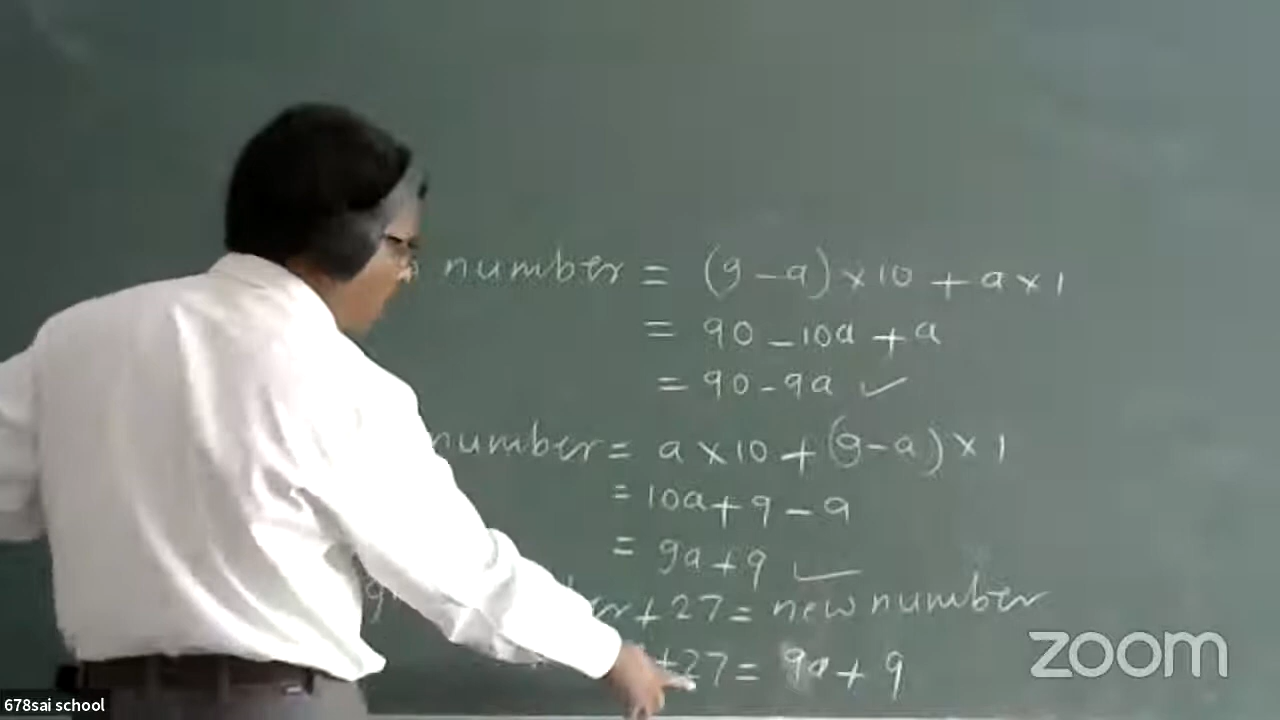 number = (9-a)×10 + a×1
= 90 - 10a + a
= 90 - 9a ✓
number = a×10 + (9-a)×1
= 10a + 9 - a
= 9a + 9 ✓
+ 27 = new number
+27 = 9a + 9
zoom
678sai school